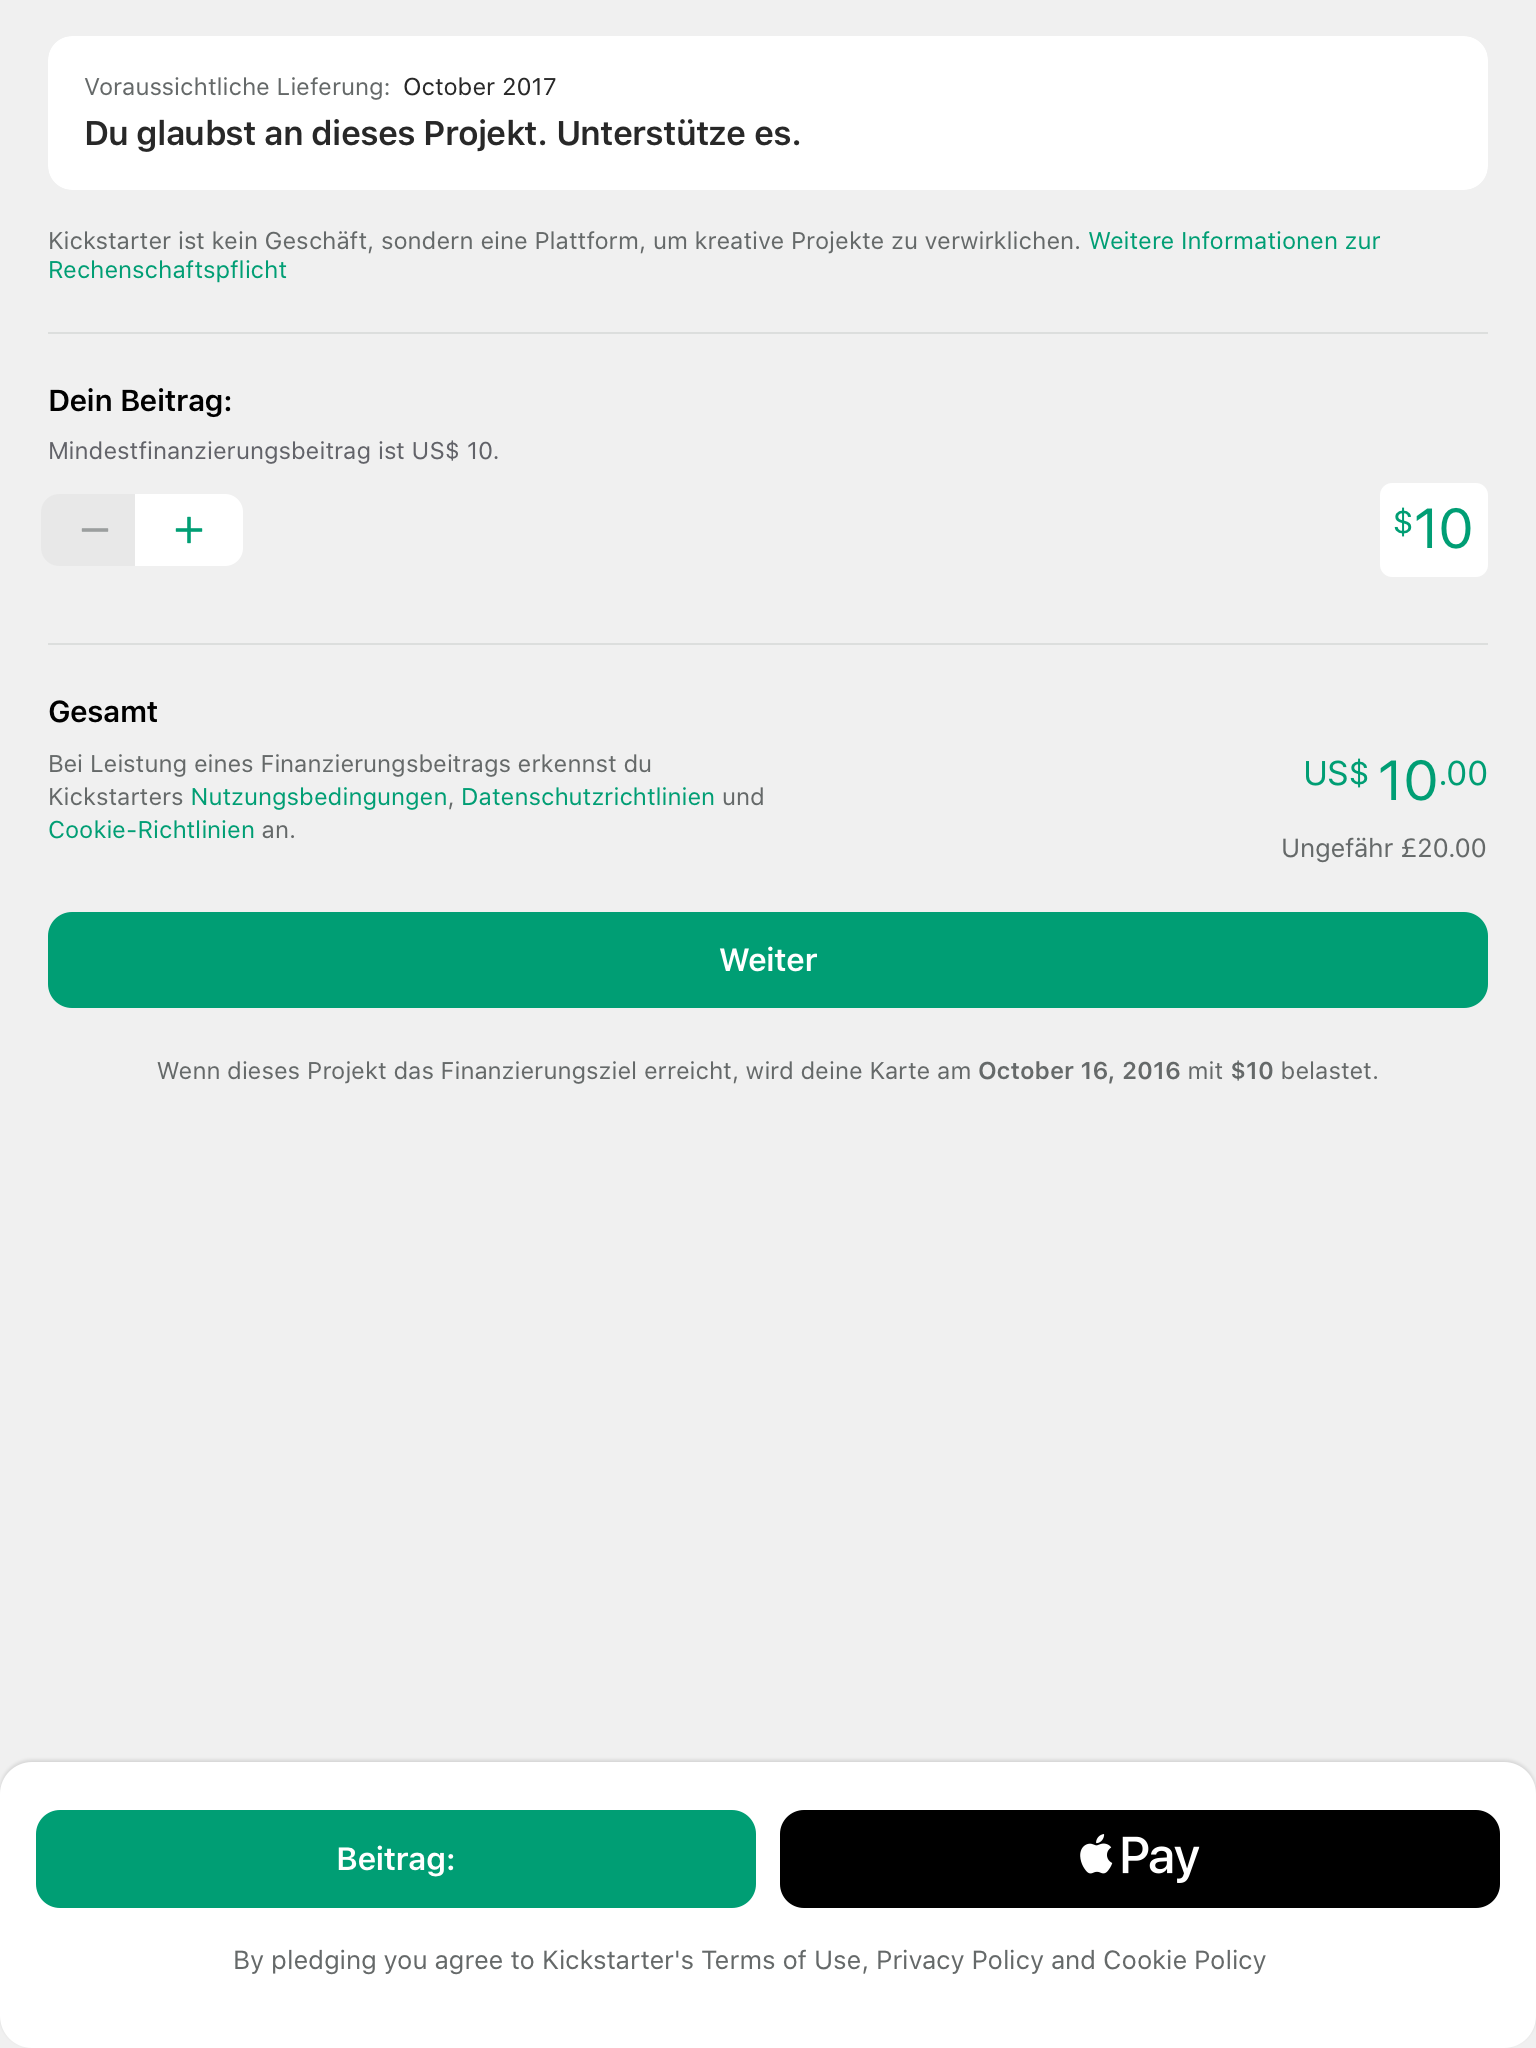 Voraussichtliche Lieferung: October 2017
Du glaubst an dieses Projekt. Unterstütze es.
Kickstarter ist kein Geschäft, sondern eine Plattform, um kreative Projekte zu verwirklichen. Weitere Informationen zur
Rechenschaftspflicht
Dein Beitrag:
Mindestfinanzierungsbeitrag ist US$ 10.
$10
Gesamt
Bei Leistung eines Finanzierungsbeitrags erkennst du
Kickstarters Nutzungsbedingungen, Datenschutzrichtlinien und
Cookie-Richtlinien an.
US$ 10.00
Ungefähr £20.00
Weiter
Wenn dieses Projekt das Finanzierungsziel erreicht, wird deine Karte am October 16, 2016 mit $10 belastet.
Beitrag:
Pay
By pledging you agree to Kickstarter's Terms of Use, Privacy Policy and Cookie Policy